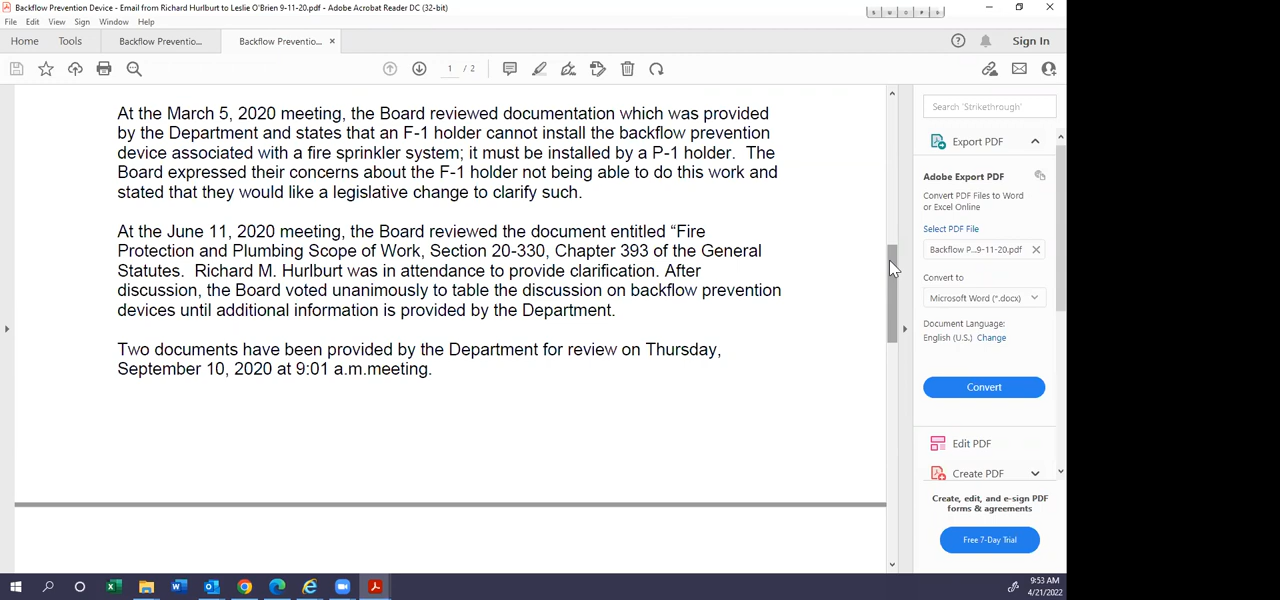 Backflow Prevention Device - Email from Richard Hurlburt to Leslie O'Brien 9-11-20.pdf - Adobe Acrobat Reader DC (32-bit)
File Edit View Sign Window Help
Home Tools Backflow Preventio... Backflow Preventio... × Sign In
1 / 2
At the March 5, 2020 meeting, the Board reviewed documentation which was provided
by the Department and states that an F-1 holder cannot install the backflow prevention
device associated with a fire sprinkler system; it must be installed by a P-1 holder. The
Board expressed their concerns about the F-1 holder not being able to do this work and
stated that they would like a legislative change to clarify such.
At the June 11, 2020 meeting, the Board reviewed the document entitled “Fire
Protection and Plumbing Scope of Work, Section 20-330, Chapter 393 of the General
Statutes. Richard M. Hurlburt was in attendance to provide clarification. After
discussion, the Board voted unanimously to table the discussion on backflow prevention
devices until additional information is provided by the Department.
Two documents have been provided by the Department for review on Thursday,
September 10, 2020 at 9:01 a.m.meeting.
Search 'Strikethrough'
Export PDF
Adobe Export PDF
Convert PDF Files to Word
or Excel Online
Select PDF File
Backflow P...9-11-20.pdf
Convert to
Microsoft Word (*.docx)
Document Language:
English (U.S.) Change
Convert
Edit PDF
Create PDF
Create, edit, and e-sign PDF
forms & agreements
Free 7-Day Trial
9:53 AM
4/21/2022